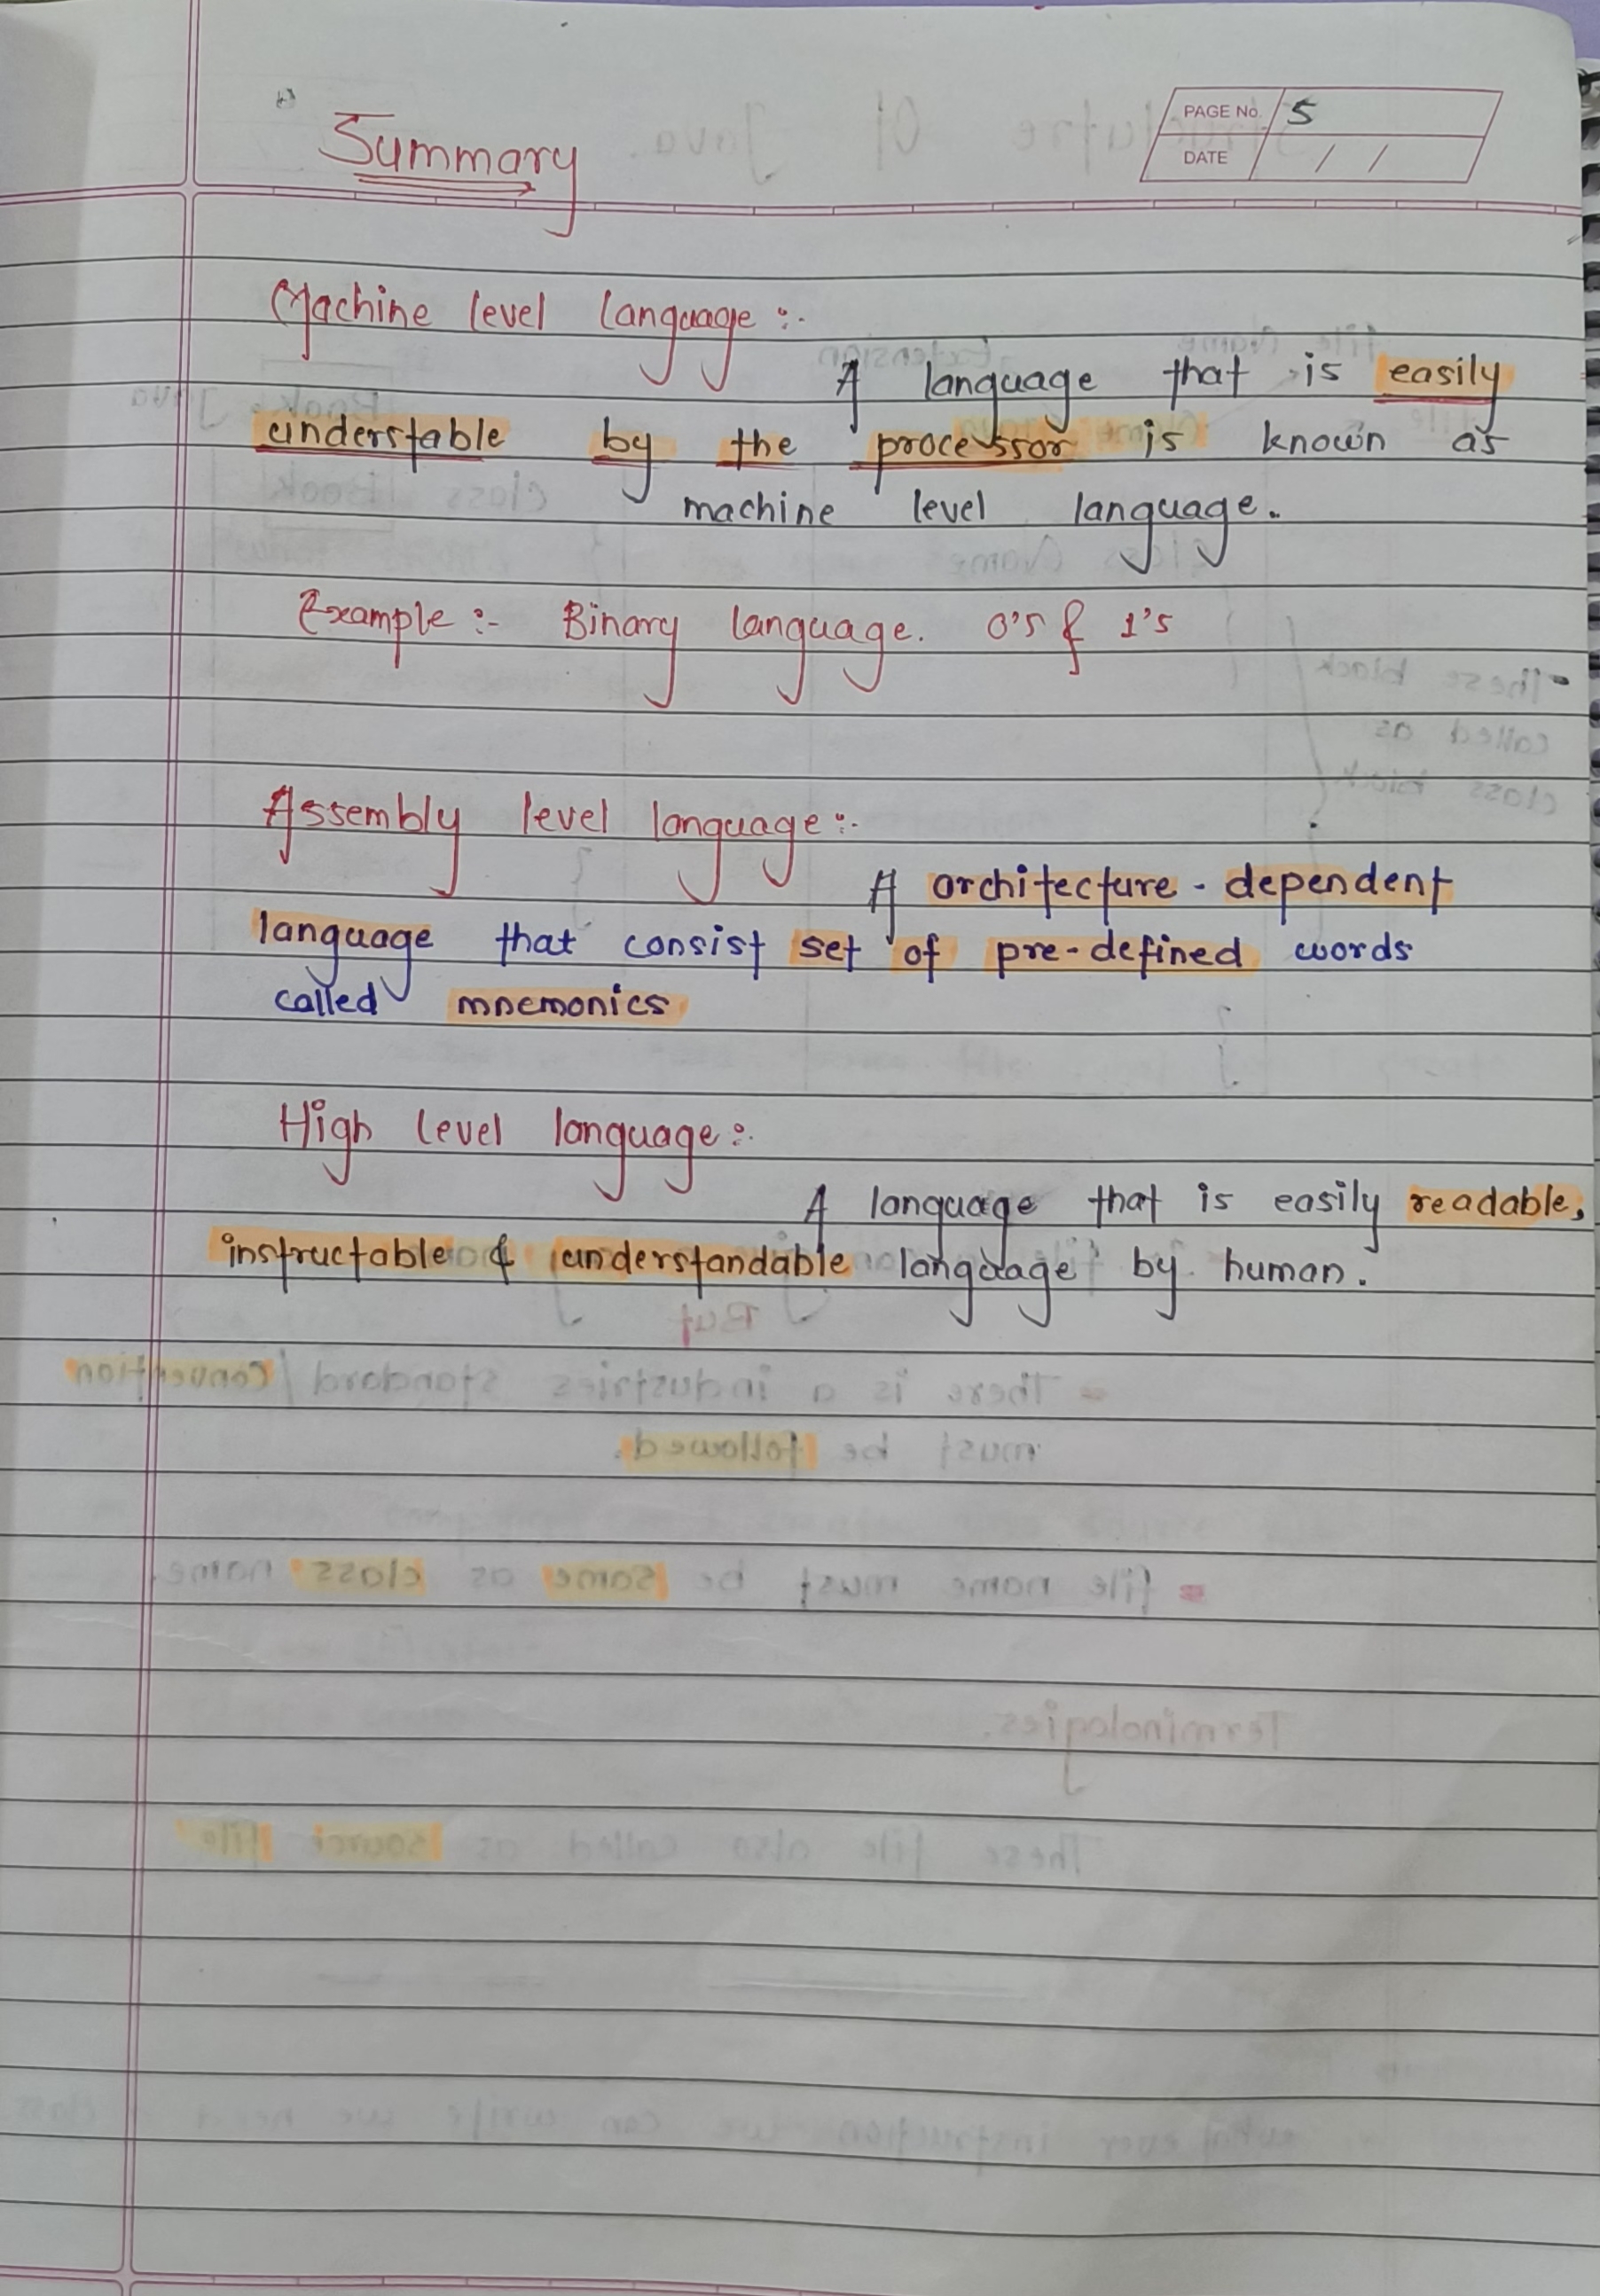 Summary
PAGE No. 5
DATE / /
Machine level language :-
A language that is easily
understable by the processor is known as
machine level language.
Example :- Binary language. 0's & 1's
Assembly level language :-
A architecture - dependent
language that consist set of pre-defined words
called mnemonics
High level language :-
A language that is easily readable,
instructable & understandable language by human.